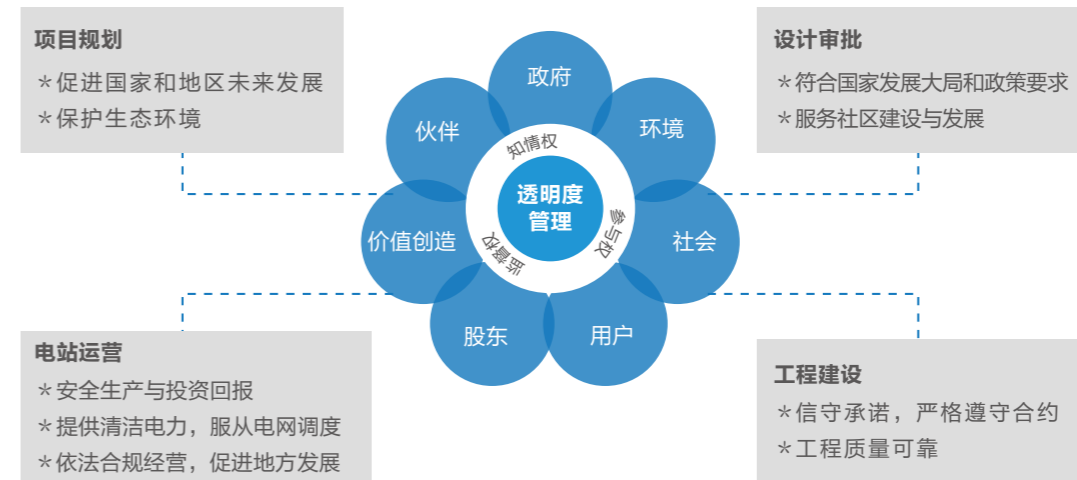 项目规划
*促进国家和地区未来发展
*保护生态环境
设计审批
*符合国家发展大局和政策要求
*服务社区建设与发展
政府
伙伴
环境
知情权
透明度
管理
参与权
监督权
价值创造
社会
股东
用户
电站运营
*安全生产与投资回报
*提供清洁电力，服从电网调度
*依法合规经营，促进地方发展
工程建设
*信守承诺，严格遵守合约
*工程质量可靠